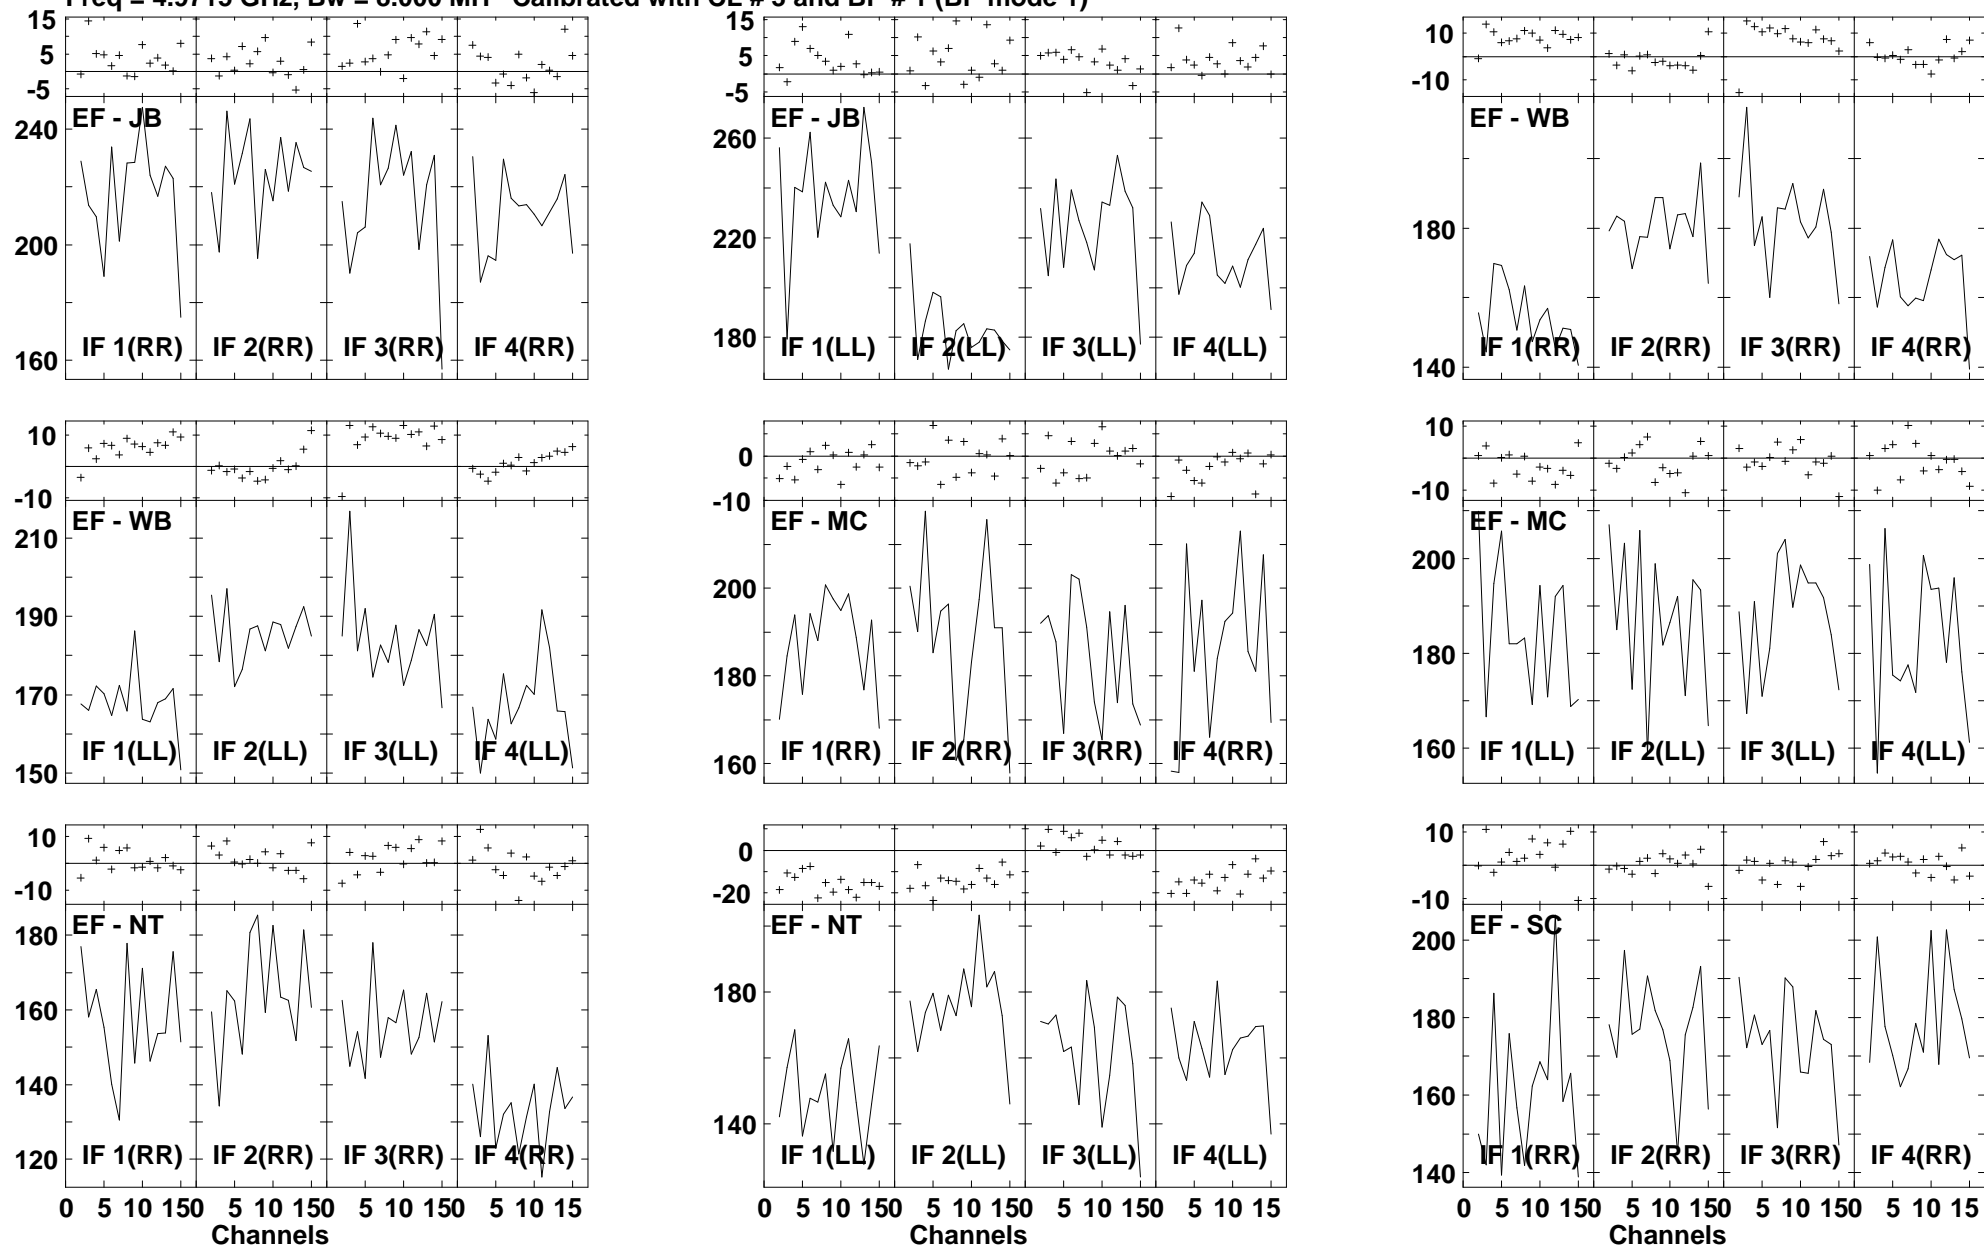 Freq = 4.9715 GHz, Bw = 8.000 MH Calibrated with CL # 3 and BP # 1 (BP mode 1)
15 10 5 0 -5
15 10 5 0 -5
10 0 -10
EF - JB
240 200 160
IF 1(RR) IF 2(RR) IF 3(RR) IF 4(RR)
EF - JB
260 220 180
IF 1(LL) IF 2(LL) IF 3(LL) IF 4(LL)
EF - WB
180 140
IF 1(RR) IF 2(RR) IF 3(RR) IF 4(RR)
10 0 -10
0 -10
10 0 -10
EF - WB
210 190 170 150
IF 1(LL) IF 2(LL) IF 3(LL) IF 4(LL)
EF - MC
200 180 160
IF 1(RR) IF 2(RR) IF 3(RR) IF 4(RR)
EF - MC
200 180 160
IF 1(LL) IF 2(LL) IF 3(LL) IF 4(LL)
10 0 -10
0 -20
10 0 -10
EF - NT
180 160 140 120
IF 1(RR) IF 2(RR) IF 3(RR) IF 4(RR)
EF - NT
180 140
IF 1(LL) IF 2(LL) IF 3(LL) IF 4(LL)
EF - SC
200 180 160 140
IF 1(RR) IF 2(RR) IF 3(RR) IF 4(RR)
0 5 10 150 5 10 150 5 10 150 5 10 15
0 5 10 150 5 10 150 5 10 150 5 10 15
0 5 10 150 5 10 150 5 10 150 5 10 15
Channels
Channels
Channels